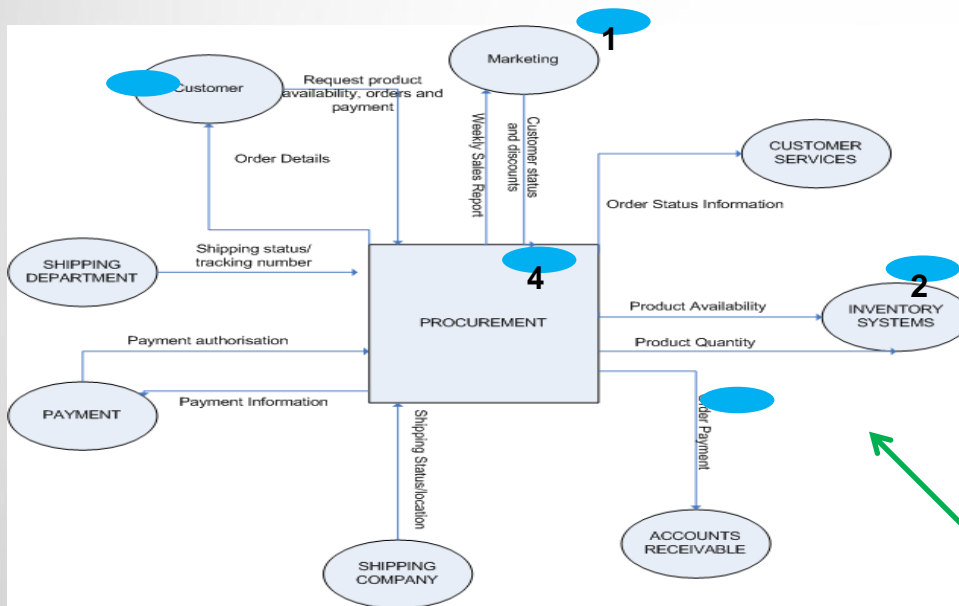 1
Marketing
Customer
Request product
availability, orders and
payment
Weekly Sales Report
Customer status
and discounts
CUSTOMER
SERVICES
Order Details
Order Status Information
SHIPPING
DEPARTMENT
Shipping status/
tracking number
4
2
INVENTORY
SYSTEMS
Product Availability
PROCUREMENT
Payment authorisation
Product Quantity
PAYMENT
Payment Information
Order Payment
Shipping Status/location
ACCOUNTS
RECEIVABLE
SHIPPING
COMPANY